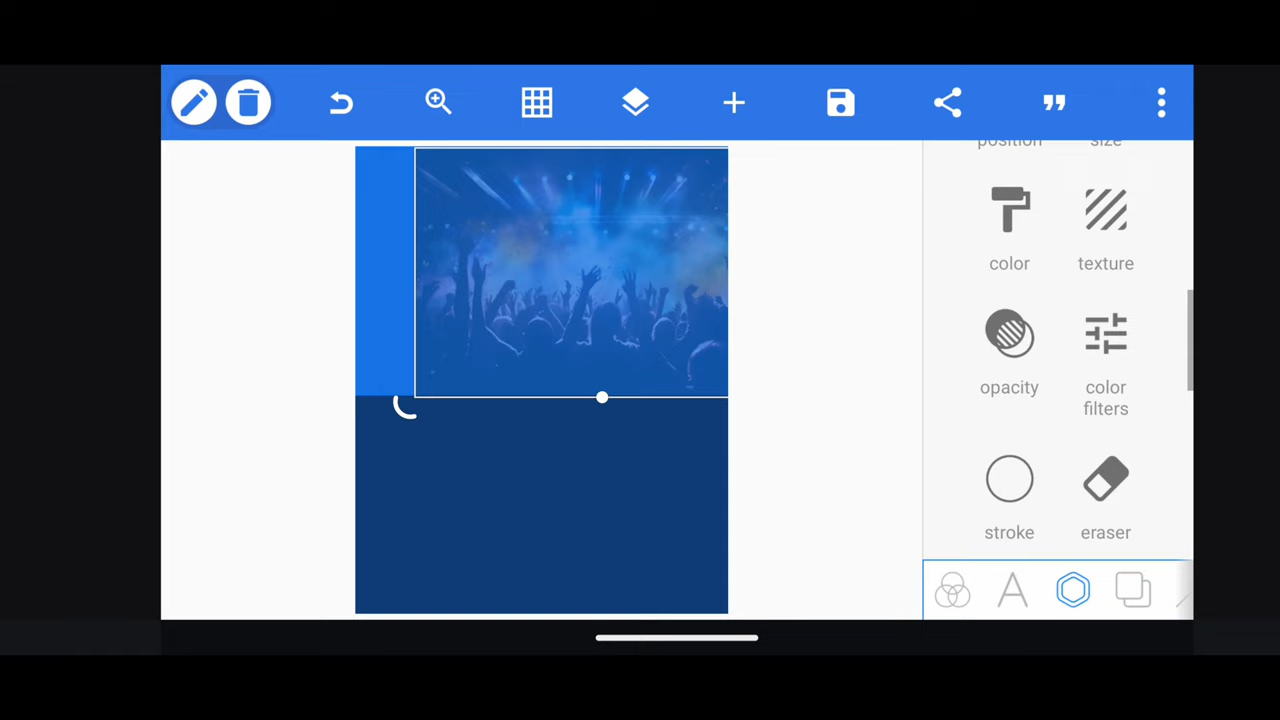 position size
color texture
opacity color
filters
stroke eraser